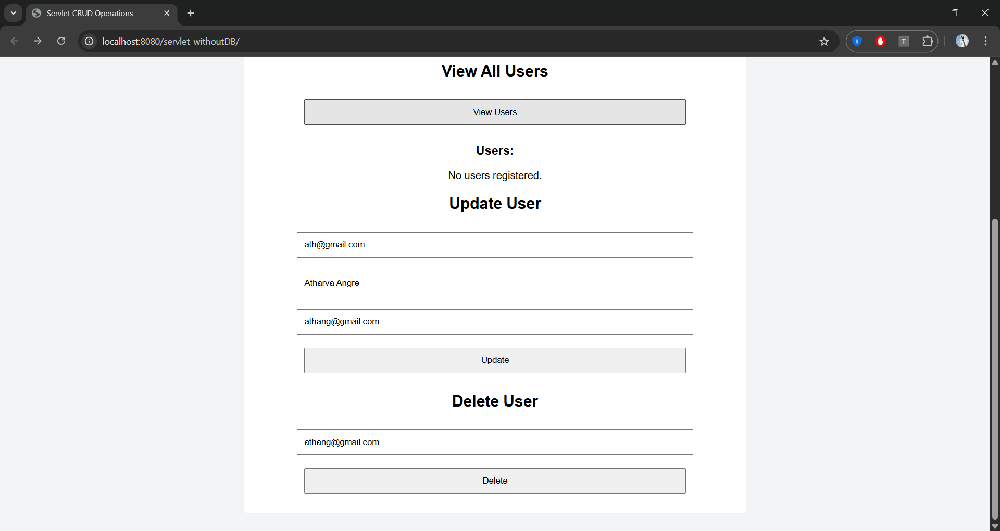 Servlet CRUD Operations
localhost:8080/servlet_withoutDB/
T
View All Users
View Users
Users:
No users registered.
Update User
ath@gmail.com
Atharva Angre
athang@gmail.com
Update
Delete User
athang@gmail.com
Delete